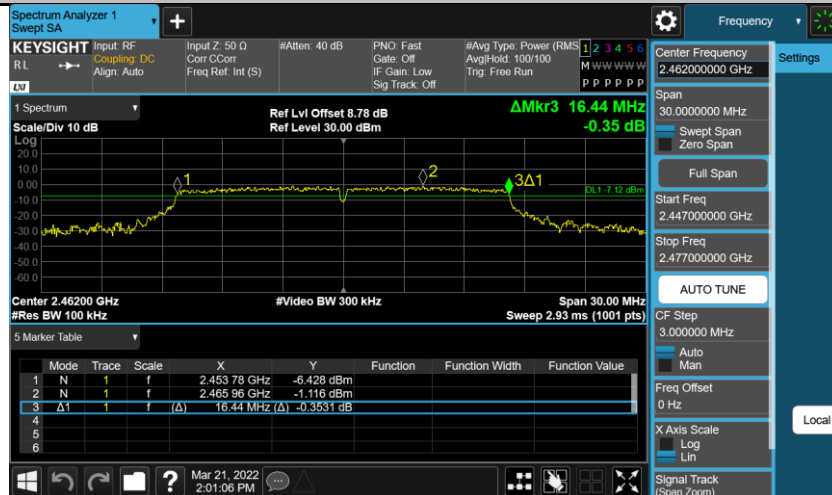 Spectrum Analyzer 1
Swept SA
Frequency
KEYSIGHT
RL
LXI
Input: RF
Coupling: DC
Align: Auto
Input Z: 50 Ω
Corr CCorr
Freq Ref: Int (S)
#Atten: 40 dB
PNO: Fast
Gate: Off
IF Gain: Low
Sig Track: Off
#Avg Type: Power (RMS
Avg|Hold: 100/100
Trig: Free Run
1 2 3 4 5 6
M W W W W W
P P P P P P
1 Spectrum
Scale/Div 10 dB
Ref Lvl Offset 8.78 dB
Ref Level 30.00 dBm
ΔMkr3 16.44 MHz
-0.35 dB
Log
20.0
10.0
0.00
-10.0
-20.0
-30.0
-40.0
-50.0
-60.0
1
2
3Δ1
DL1 -7.12 dBm
Center 2.46200 GHz
#Res BW 100 kHz
#Video BW 300 kHz
Span 30.00 MHz
Sweep 2.93 ms (1001 pts)
5 Marker Table
Mode Trace Scale X Y Function Function Width Function Value
1 N 1 f 2.453 78 GHz -6.428 dBm
2 N 1 f 2.465 96 GHz -1.116 dBm
3 Δ1 1 f (Δ) 16.44 MHz (Δ) -0.3531 dB
4
5
6
?
Mar 21, 2022
2:01:06 PM
Center Frequency
2.462000000 GHz
Span
30.0000000 MHz
Swept Span
Zero Span
Full Span
Start Freq
2.447000000 GHz
Stop Freq
2.477000000 GHz
AUTO TUNE
CF Step
3.000000 MHz
Auto
Man
Freq Offset
0 Hz
X Axis Scale
Log
Lin
Signal Track
(Span Zoom)
Settings
Local